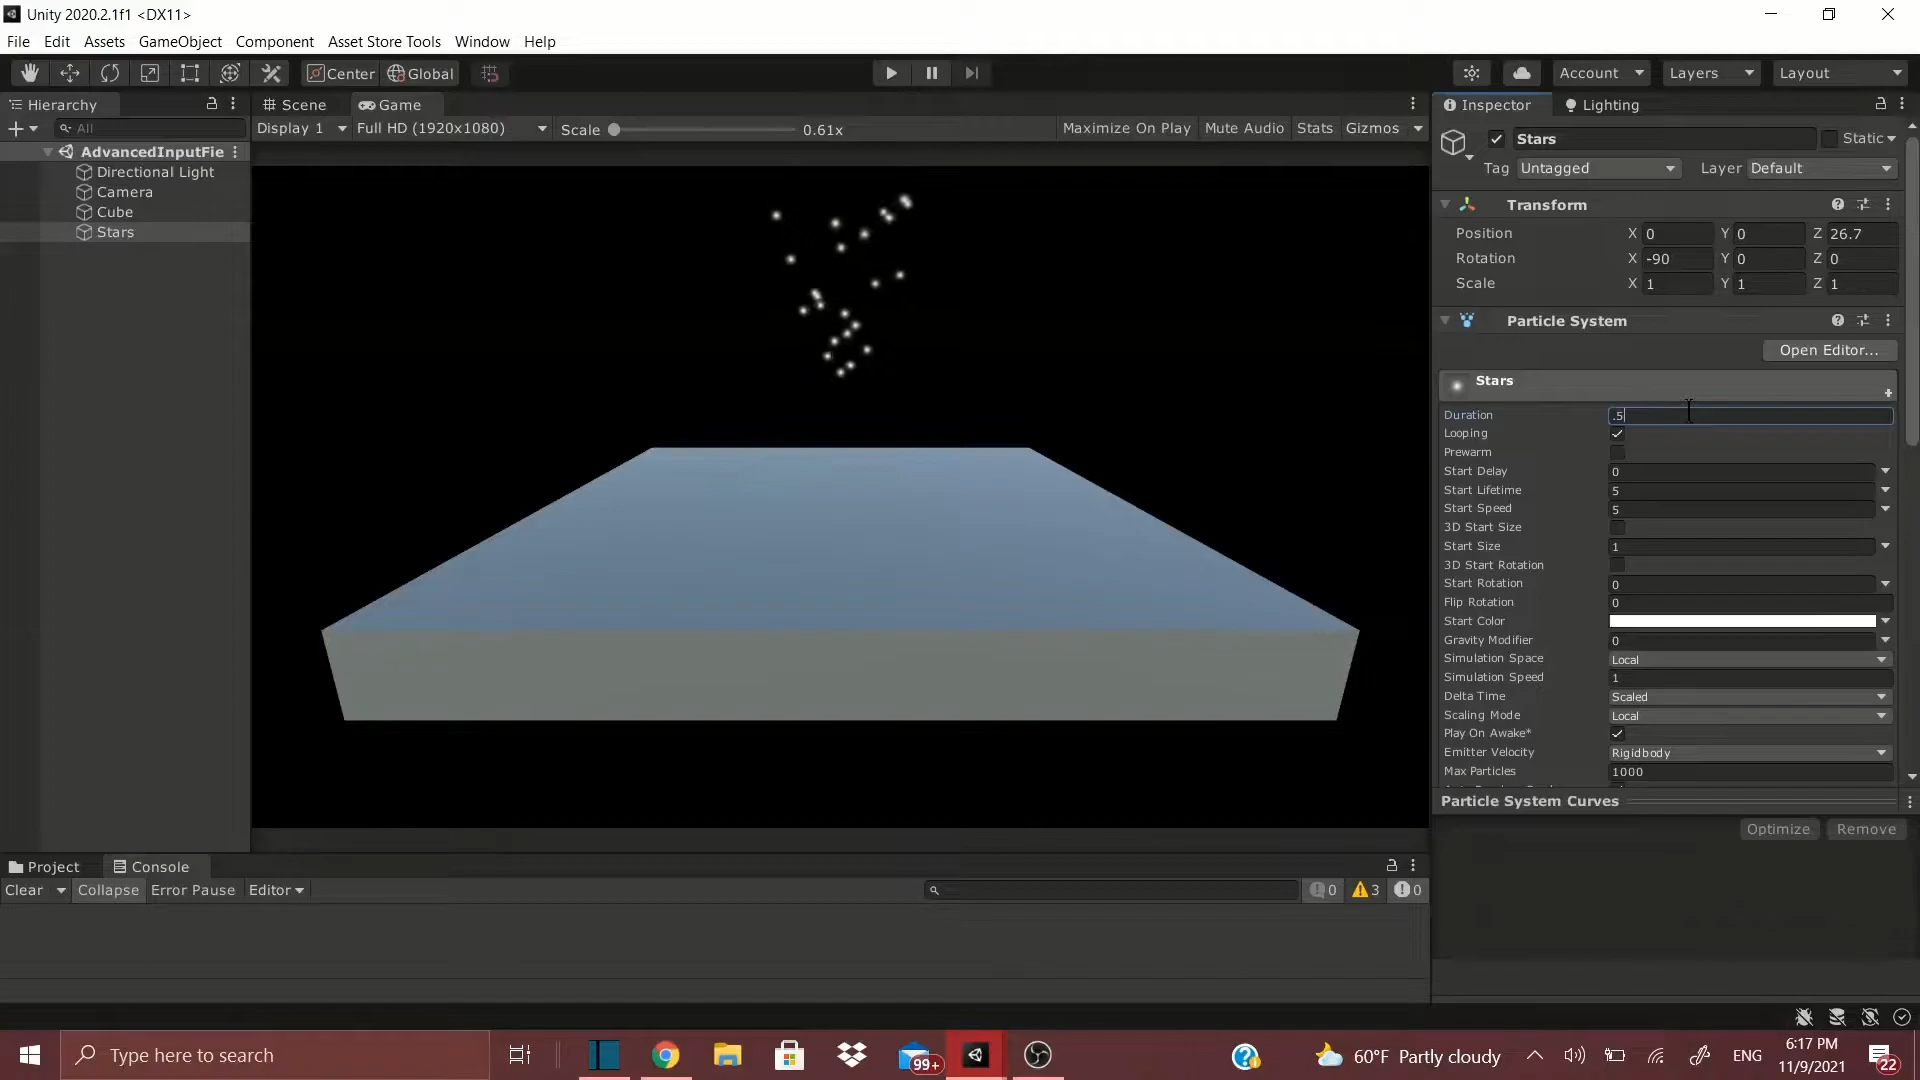 Unity 2020.2.1f1 <DX11>
File Edit Assets GameObject Component Asset Store Tools Window Help
Center Global Account Layers Layout
Hierarchy Scene Game Inspector Lighting
All Display 1 Full HD (1920x1080) Scale 0.61x Maximize On Play Mute Audio Stats Gizmos
AdvancedInputFie
Directional Light
Camera
Cube
Stars
Stars Static
Tag Untagged Layer Default
Transform
Position X 0 Y 0 Z 26.7
Rotation X -90 Y 0 Z 0
Scale X 1 Y 1 Z 1
Particle System
Open Editor...
Stars
Duration .5
Looping
Prewarm
Start Delay 0
Start Lifetime 5
Start Speed 5
3D Start Size
Start Size 1
3D Start Rotation
Start Rotation 0
Flip Rotation 0
Start Color
Gravity Modifier 0
Simulation Space Local
Simulation Speed 1
Delta Time Scaled
Scaling Mode Local
Play On Awake*
Emitter Velocity Rigidbody
Max Particles 1000
Particle System Curves
Optimize Remove
Project Console
Clear Collapse Error Pause Editor 0 3 0
Type here to search 99+ 60°F Partly cloudy ENG 6:17 PM
11/9/2021 22